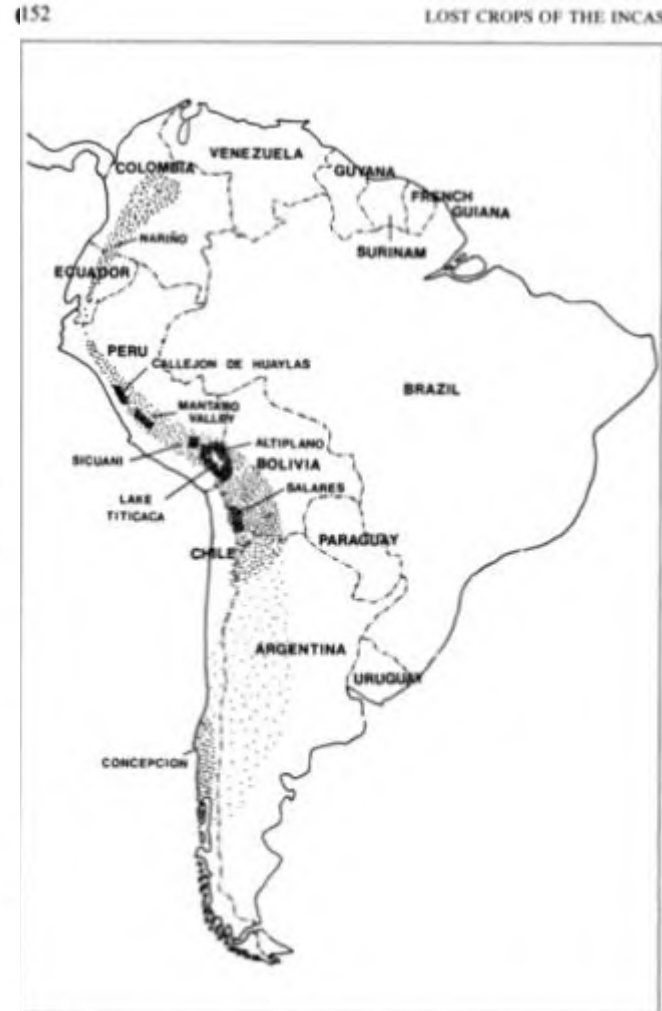 152
LOST CROPS OF THE INCAS
VENEZUELA
COLOMBIA
GUYANA
FRENCH
GUIANA
SURINAM
NARIÑO
ECUADOR
PERU
CALLEJON DE HUAYLAS
BRAZIL
MANTARO
VALLEY
ALTIPLANO
SICUANI
BOLIVIA
SALARES
LAKE
TITICACA
PARAGUAY
CHILE
ARGENTINA
URUGUAY
CONCEPCION